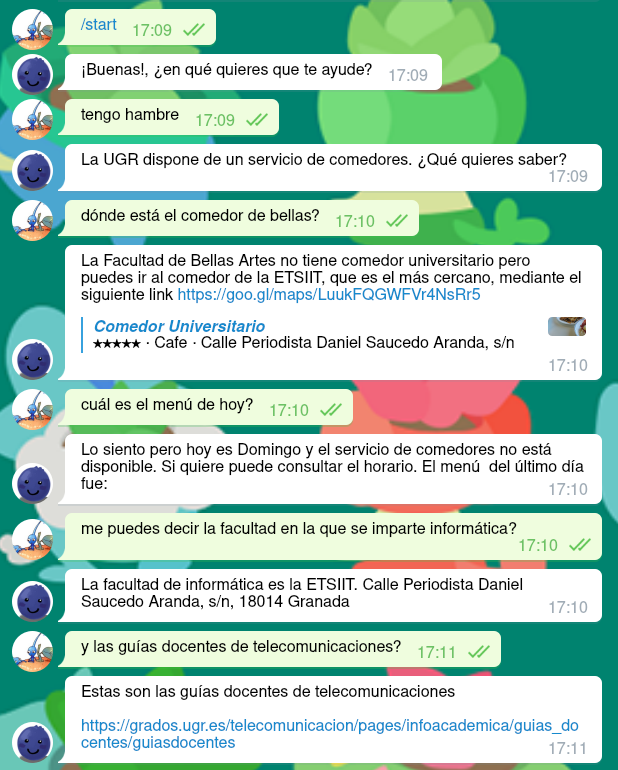 /start 17:09
¡Buenas!, ¿en qué quieres que te ayude? 17:09
tengo hambre 17:09
La UGR dispone de un servicio de comedores. ¿Qué quieres saber?
17:09
dónde está el comedor de bellas? 17:10
La Facultad de Bellas Artes no tiene comedor universitario pero
puedes ir al comedor de la ETSIIT, que es el más cercano, mediante el
siguiente link https://goo.gl/maps/LuukFQGWFVr4NsRr5
Comedor Universitario
★★★★★ · Cafe · Calle Periodista Daniel Saucedo Aranda, s/n
17:10
cuál es el menú de hoy? 17:10
Lo siento pero hoy es Domingo y el servicio de comedores no está
disponible. Si quiere puede consultar el horario. El menú  del último día
fue:
17:10
me puedes decir la facultad en la que se imparte informática?
17:10
La facultad de informática es la ETSIIT. Calle Periodista Daniel
Saucedo Aranda, s/n, 18014 Granada
17:10
y las guías docentes de telecomunicaciones? 17:11
Estas son las guías docentes de telecomunicaciones
https://grados.ugr.es/telecomunicacion/pages/infoacademica/guias_do
centes/guiasdocentes
17:11